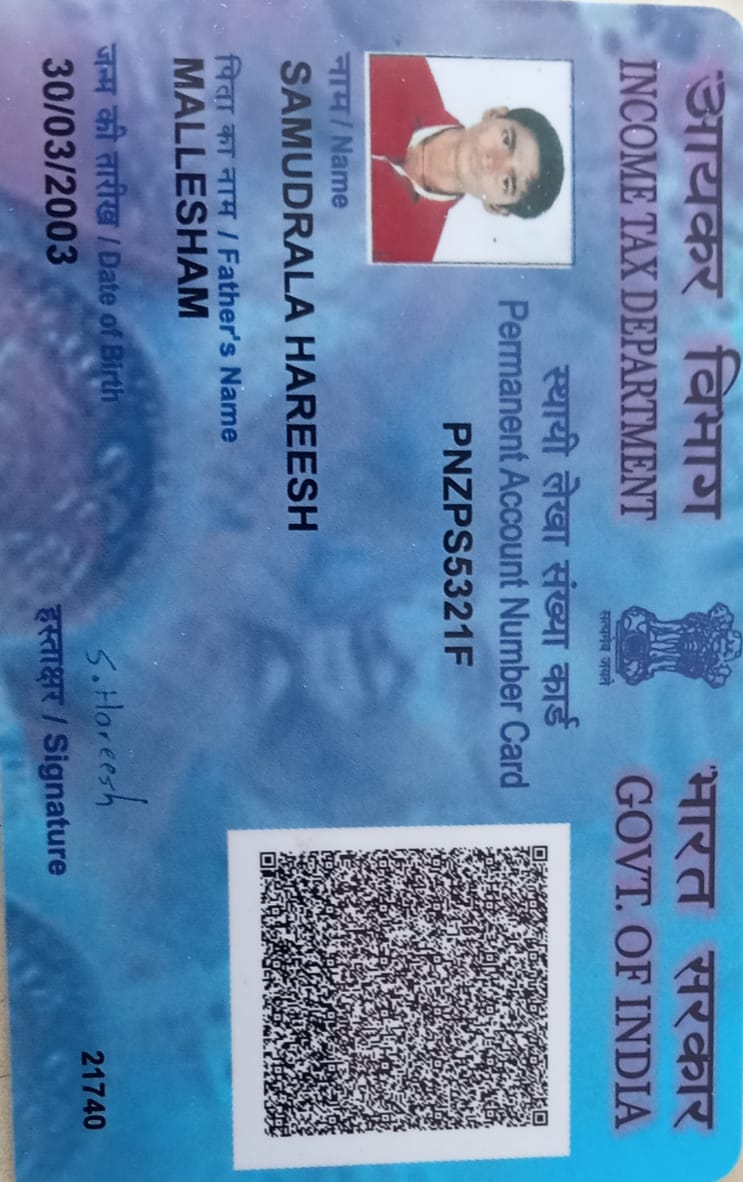 आयकर विभाग
INCOME TAX DEPARTMENT
सत्यमेव जयते
भारत सरकार
GOVT. OF INDIA
स्थायी लेखा संख्या कार्ड
Permanent Account Number Card
PNZPS5321F
नाम / Name
SAMUDRALA HAREESH
पिता का नाम / Father's Name
MALLESHAM
जन्म की तारीख / Date of Birth
30/03/2003
S. Hareesh
हस्ताक्षर / Signature
21740